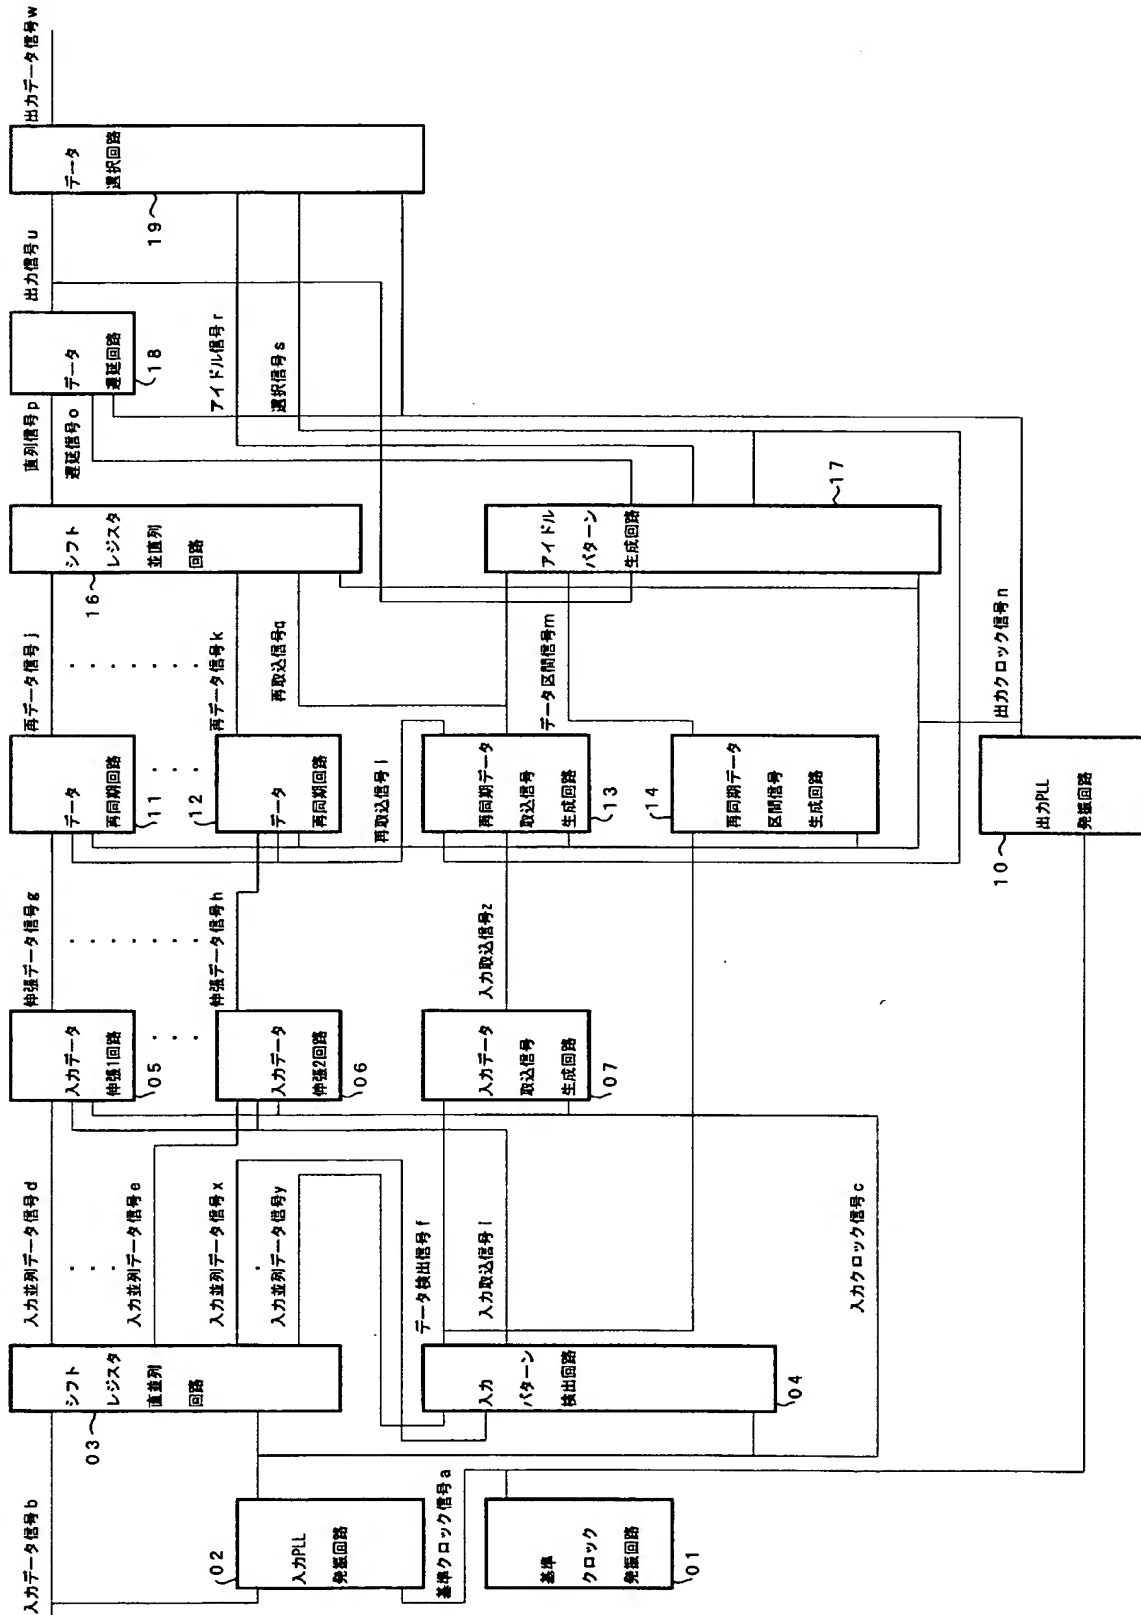 入力データ信号b
02
入力PLL
発振回路
基準クロック信号a
基準
クロック
発振回路
01
シフト
レジスタ
直並列
回路
03
入力
パターン
検出回路
04
入力並列データ信号d
入力並列データ信号e
入力並列データ信号x
入力並列データ信号y
データ検出信号f
入力取込信号i
入力クロック信号c
入力データ
伸張1回路
05
入力データ
伸張2回路
06
入力データ
取込信号
生成回路
07
伸張データ信号g
伸張データ信号h
入力取込信号z
データ
再同期回路
11
12
データ
再同期回路
再取込信号l
再同期データ
取込信号
生成回路
13
14
再同期データ
区間信号
生成回路
10
出力PLL
発振回路
再データ信号j
再データ信号k
再取込信号q
データ区間信号m
出力クロック信号n
シフト
レジスタ
並直列
回路
16
アイドル
パターン
生成回路
17
直列信号p
遅延信号o
データ
遅延回路
18
出力信号u
アイドル信号r
選択信号s
データ
選択回路
19
出力データ信号w